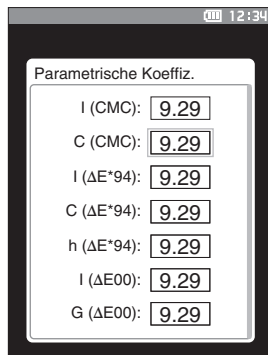 12:34
Parametrische Koeffiz.
l (CMC): 9.29
C (CMC): 9.29
l (ΔE*94): 9.29
C (ΔE*94): 9.29
h (ΔE*94): 9.29
l (ΔE00): 9.29
G (ΔE00): 9.29